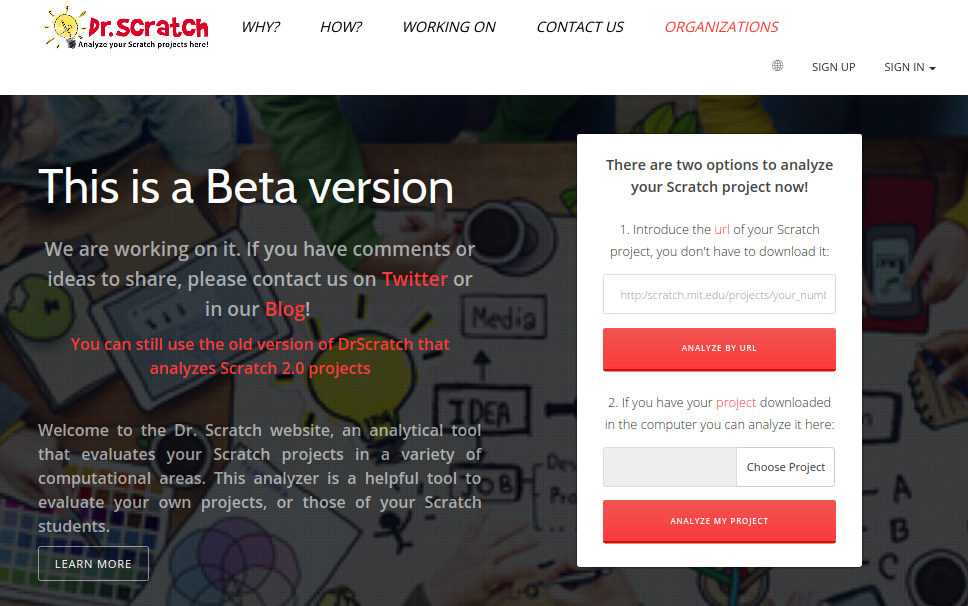 Dr.Scratch
Analyze your Scratch projects here!
WHY?
HOW?
WORKING ON
CONTACT US
ORGANIZATIONS
SIGN UP
SIGN IN
This is a Beta version
We are working on it. If you have comments or
ideas to share, please contact us on Twitter or
in our Blog!
You can still use the old version of DrScratch that
analyzes Scratch 2.0 projects
Welcome to the Dr. Scratch website, an analytical tool
that evaluates your Scratch projects in a variety of
computational areas. This analyzer is a helpful tool to
evaluate your own projects, or those of your Scratch
students.
LEARN MORE
There are two options to analyze
your Scratch project now!
1. Introduce the url of your Scratch
project, you don't have to download it:
http:/scratch.mit.edu/projects/your_numb
ANALYZE BY URL
2. If you have your project downloaded
in the computer you can analyze it here:
Choose Project
ANALYZE MY PROJECT
Media
IDEA
JOB
A
B
C